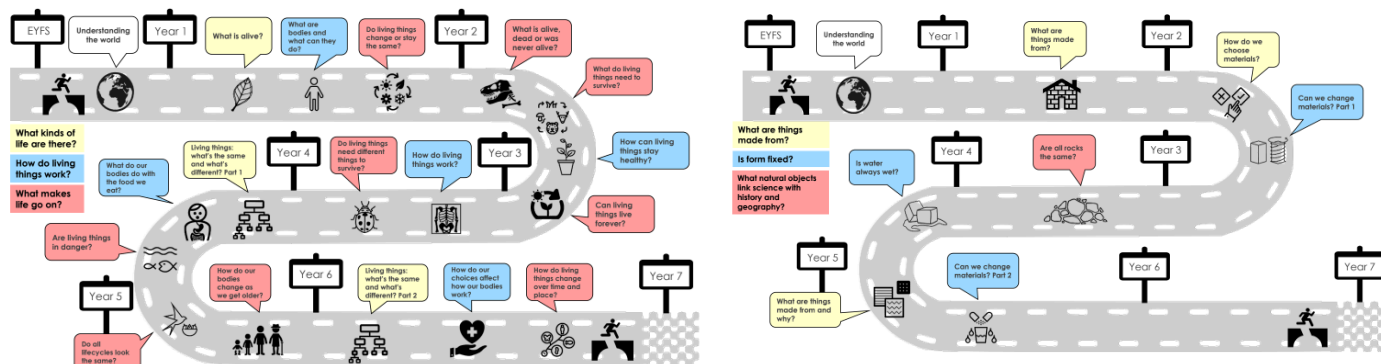 EYFS
Understanding
the world
Year 1
What is alive?
What are
bodies and
what can they
do?
Do living things
change or stay
the same?
Year 2
What is alive,
dead or was
never alive?
What do living
things need to
survive?
What kinds of
life are there?
How do living
things work?
What makes
life go on?
What do our
bodies do with
the food we
eat?
Living things:
what's the same
and what's
different? Part 1
Year 4
Do living things
need different
things to
survive?
How do living
things work?
Year 3
How can living
things stay
healthy?
Can living
things live
forever?
Are living things
in danger?
Year 5
Do all
lifecycles look
the same?
How do our
bodies
change as
we get older?
Year 6
Living things:
what's the same
and what's
different? Part 2
How do our
choices affect
how our bodies
work?
How do living
things change
over time and
place?
Year 7
EYFS
Understanding
the world
Year 1
What are
things made
from?
Year 2
How do we
choose
materials?
Can we change
materials? Part 1
What are things
made from?
Is form fixed?
What natural objects
link science with
history and
geography?
Is water
always wet?
Year 4
Are all rocks
the same?
Year 3
Year 5
What are things
made from and
why?
Can we change
materials? Part 2
Year 6
Year 7